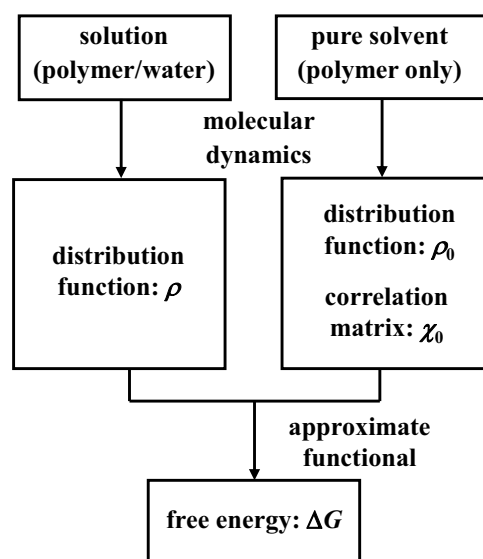 solution
(polymer/water)
pure solvent
(polymer only)
molecular
dynamics
distribution
function: ρ
distribution
function: ρ₀
correlation
matrix: χ₀
approximate
functional
free energy: ΔG